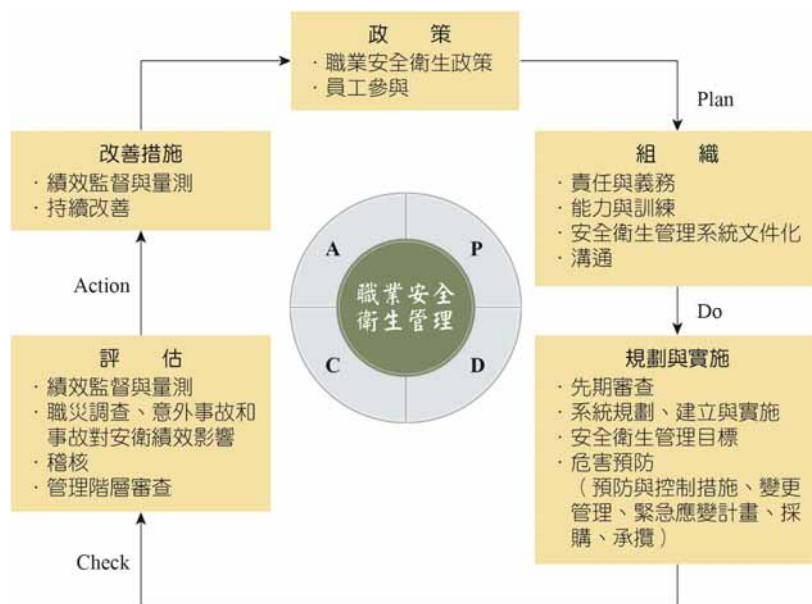 政 策
・職業安全衛生政策
・員工參與
Plan
組 織
・責任與義務
・能力與訓練
・安全衛生管理系統文件化
・溝通
Do
規劃與實施
・先期審查
・系統規劃、建立與實施
・安全衛生管理目標
・危害預防
（預防與控制措施、變更
管理、緊急應變計畫、採
購、承攬）
Check
評 估
・績效監督與量測
・職災調查、意外事故和
事故對安衛績效影響
・稽核
・管理階層審查
Action
改善措施
・績效監督與量測
・持續改善
A
P
職業安全
衛生管理
C
D